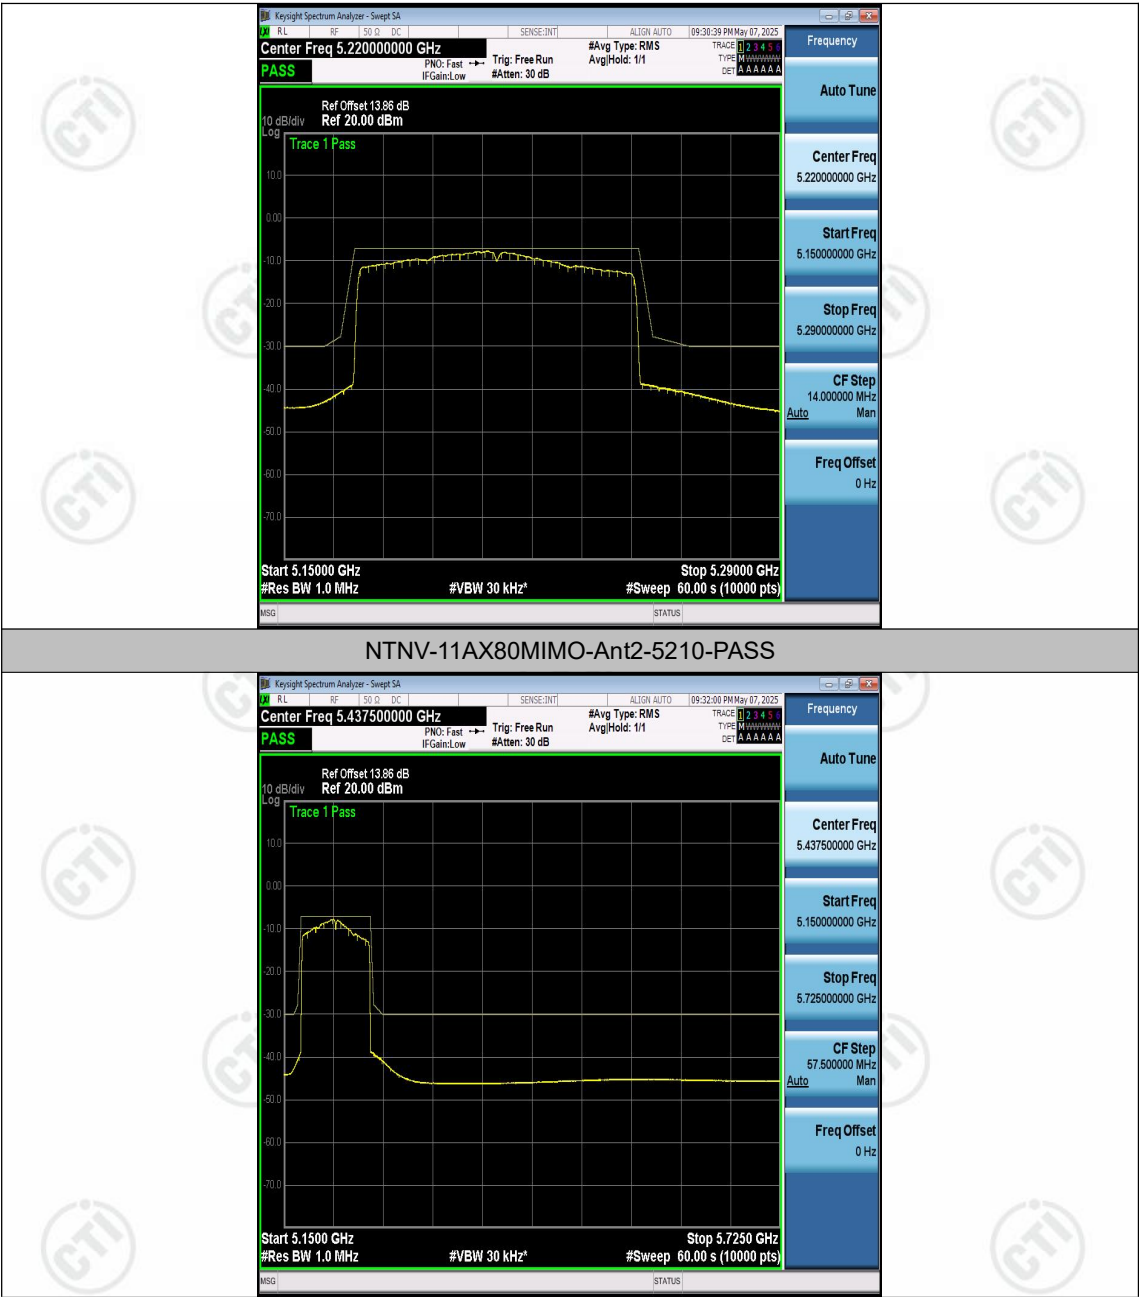 Keysight Spectrum Analyzer - Swept SA
RL RF 50 Ω DC SENSE:INT ALIGN AUTO 09:30:39 PM May 07, 2025
Center Freq 5.220000000 GHz
PASS
PNO: Fast
IFGain:Low
Trig: Free Run
#Atten: 30 dB
#Avg Type: RMS
Avg|Hold: 1/1
TRACE 1 2 3 4 5 6
TYPE M WWWWW
DET A A A A A A
Frequency
Auto Tune
Center Freq
5.220000000 GHz
Start Freq
5.150000000 GHz
Stop Freq
5.290000000 GHz
CF Step
14.000000 MHz
Auto Man
Freq Offset
0 Hz
Ref Offset 13.86 dB
10 dB/div Ref 20.00 dBm
Log
Trace 1 Pass
10.0
0.00
-10.0
-20.0
-30.0
-40.0
-50.0
-60.0
-70.0
Start 5.15000 GHz Stop 5.29000 GHz
#Res BW 1.0 MHz #VBW 30 kHz* #Sweep 60.00 s (10000 pts)
MSG STATUS
NTNV-11AX80MIMO-Ant2-5210-PASS
Keysight Spectrum Analyzer - Swept SA
RL RF 50 Ω DC SENSE:INT ALIGN AUTO 09:32:00 PM May 07, 2025
Center Freq 5.437500000 GHz
PASS
PNO: Fast
IFGain:Low
Trig: Free Run
#Atten: 30 dB
#Avg Type: RMS
Avg|Hold: 1/1
TRACE 1 2 3 4 5 6
TYPE M WWWWW
DET A A A A A A
Frequency
Auto Tune
Center Freq
5.437500000 GHz
Start Freq
5.150000000 GHz
Stop Freq
5.725000000 GHz
CF Step
57.500000 MHz
Auto Man
Freq Offset
0 Hz
Ref Offset 13.86 dB
10 dB/div Ref 20.00 dBm
Log
Trace 1 Pass
10.0
0.00
-10.0
-20.0
-30.0
-40.0
-50.0
-60.0
-70.0
Start 5.1500 GHz Stop 5.7250 GHz
#Res BW 1.0 MHz #VBW 30 kHz* #Sweep 60.00 s (10000 pts)
MSG STATUS
CTI
CTI
CTI
CTI
CTI
CTI
CTI
CTI
CTI
CTI
CTI
CTI